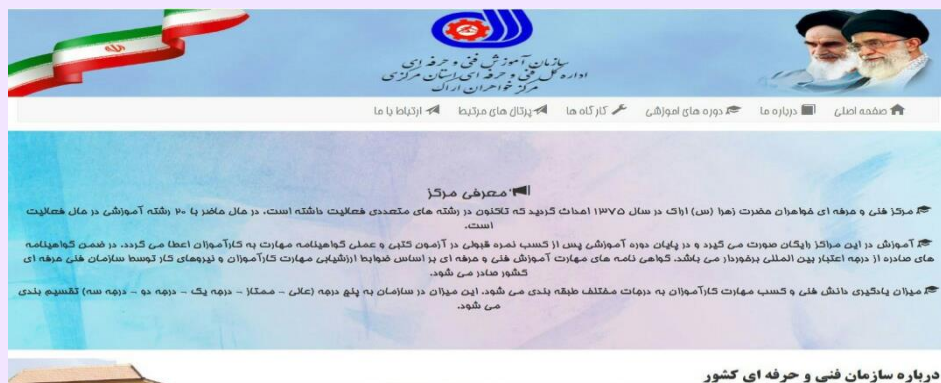 سازمان آموزش فنی و حرفه ای
اداره کل فنی و حرفه ای استان مرکزی
مرکز خواهران اراک
صفحه اصلی درباره ما دوره های آموزشی کارگاه ها پرتال های مرتبط ارتباط با ما
معرفی مرکز
مرکز فنی و حرفه ای خواهران حضرت زهرا (س) اراک در سال ۱۳۷۵ احداث گردید که تاکنون در رشته های متعددی فعالیت داشته است. در حال حاضر با ۲۰ رشته آموزشی در حال فعالیت
است.
آموزش در این مراکز رایگان صورت می گیرد و در پایان دوره آموزشی پس از کسب نمره قبولی در آزمون کتبی و عملی گواهینامه مهارت به کارآموزان اعطا می گردد. در ضمن گواهینامه
های صادره از درجه اعتبار بین المللی برخوردار می باشد. گواهی نامه های مهارت آموزش فنی و حرفه ای بر اساس ضوابط ارزشیابی مهارت کارآموزان و نیروهای کار توسط سازمان فنی حرفه ای
کشور صادر می شود.
میزان یادگیری دانش فنی و کسب مهارت کارآموزان به درجات مختلف طبقه بندی می شود. این میزان در سازمان به پنج درجه (عالی - ممتاز - درجه یک - درجه دو - درجه سه) تقسیم بندی
می شود.
درباره سازمان فنی و حرفه ای کشور